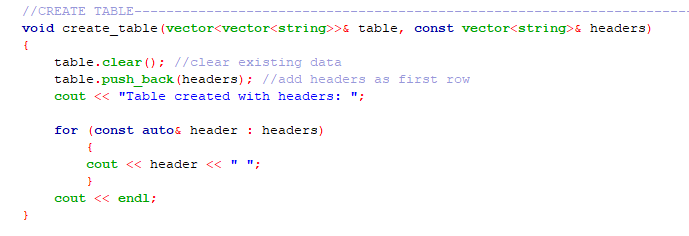 //CREATE TABLE----------------------------------------------------------------------
void create_table(vector<vector<string>>& table, const vector<string>& headers)
{
    table.clear(); //clear existing data
    table.push_back(headers); //add headers as first row
    cout << "Table created with headers: ";

    for (const auto& header : headers)
        {
        cout << header << " ";
        }
    cout << endl;
}